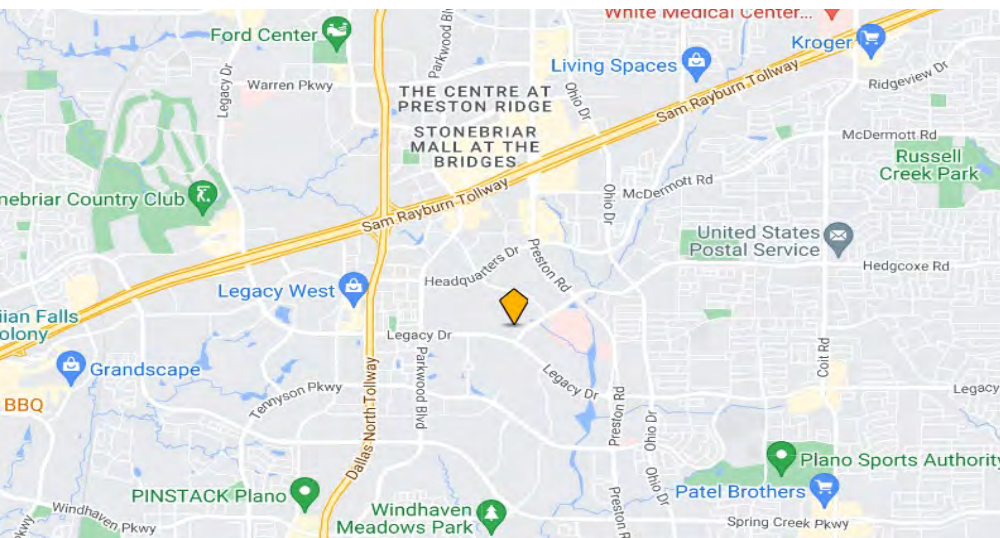 White Medical Center...
Ford Center
Parkwood Bl
Kroger
Living Spaces
Legacy Dr
Warren Pkwy
THE CENTRE AT
PRESTON RIDGE
Ohio Dr
Sam Rayburn Tollway
Ridgeview Dr
STONEBRIAR
MALL AT THE
BRIDGES
McDermott Rd
Russell
Creek Park
nebriar Country Club
Sam Rayburn Tollway
Ohio Dr
McDermott Rd
United States
Postal Service
Preston Rd
Headquarters Dr
Hedgcoxe Rd
Legacy West
iian Falls
olony
Legacy Dr
Grandscape
Parkwood Blvd
Coit Rd
Legacy Dr
Tennyson Pkwy
Legacy
BBQ
Dallas North Tollway
Preston Rd
Ohio Dr
Plano Sports Authority
Ohio Dr
PINSTACK Plano
Patel Brothers
Windhaven Pkwy
Windhaven
Meadows Park
Preston R
Spring Creek Pkwy
kwy